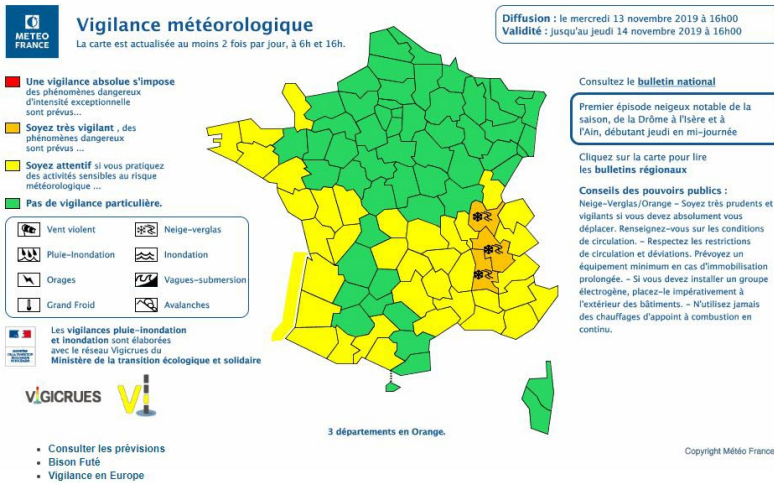 METEO
FRANCE
Vigilance météorologique
La carte est actualisée au moins 2 fois par jour, à 6h et 16h.
Diffusion : le mercredi 13 novembre 2019 à 16h00
Validité : jusqu'au jeudi 14 novembre 2019 à 16h00
Une vigilance absolue s'impose
des phénomènes dangereux
d'intensité exceptionnelle
sont prévus...
Soyez très vigilant , des
phénomènes dangereux
sont prévus ...
Soyez attentif si vous pratiquez
des activités sensibles au risque
météorologique ...
Pas de vigilance particulière.
Vent violent
Neige-verglas
Pluie-Inondation
Inondation
Orages
Vagues-submersion
Grand Froid
Avalanches
Les vigilances pluie-inondation
et inondation sont élaborées
avec le réseau Vigicrues du
Ministère de la transition écologique et solidaire
VIGICRUES
Consulter les prévisions
Bison Futé
Vigilance en Europe
3 départements en Orange.
Consultez le bulletin national
Premier épisode neigeux notable de la
saison, de la Drôme à l'Isère et à
l'Ain, débutant jeudi en mi-journée
Cliquez sur la carte pour lire
les bulletins régionaux
Conseils des pouvoirs publics :
Neige-Verglas/Orange - Soyez très prudents et
vigilants si vous devez absolument vous
déplacer. Renseignez-vous sur les conditions
de circulation. - Respectez les restrictions
de circulation et déviations. Prévoyez un
équipement minimum en cas d'immobilisation
prolongée. - Si vous devez installer un groupe
électrogène, placez-le impérativement à
l'extérieur des bâtiments. - N'utilisez jamais
des chauffages d'appoint à combustion en
continu.
Copyright Météo France